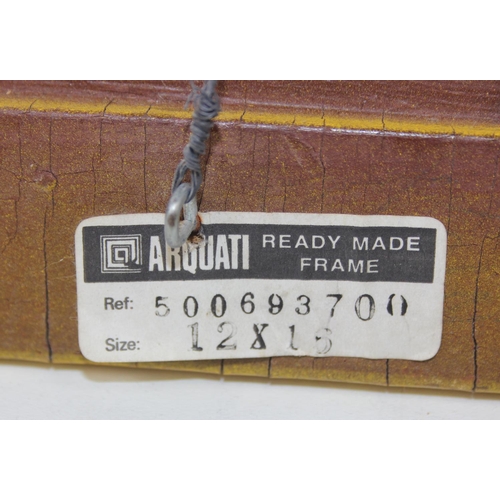 ARQUATI READY MADE
FRAME
Ref: 500693700
Size: 12X16